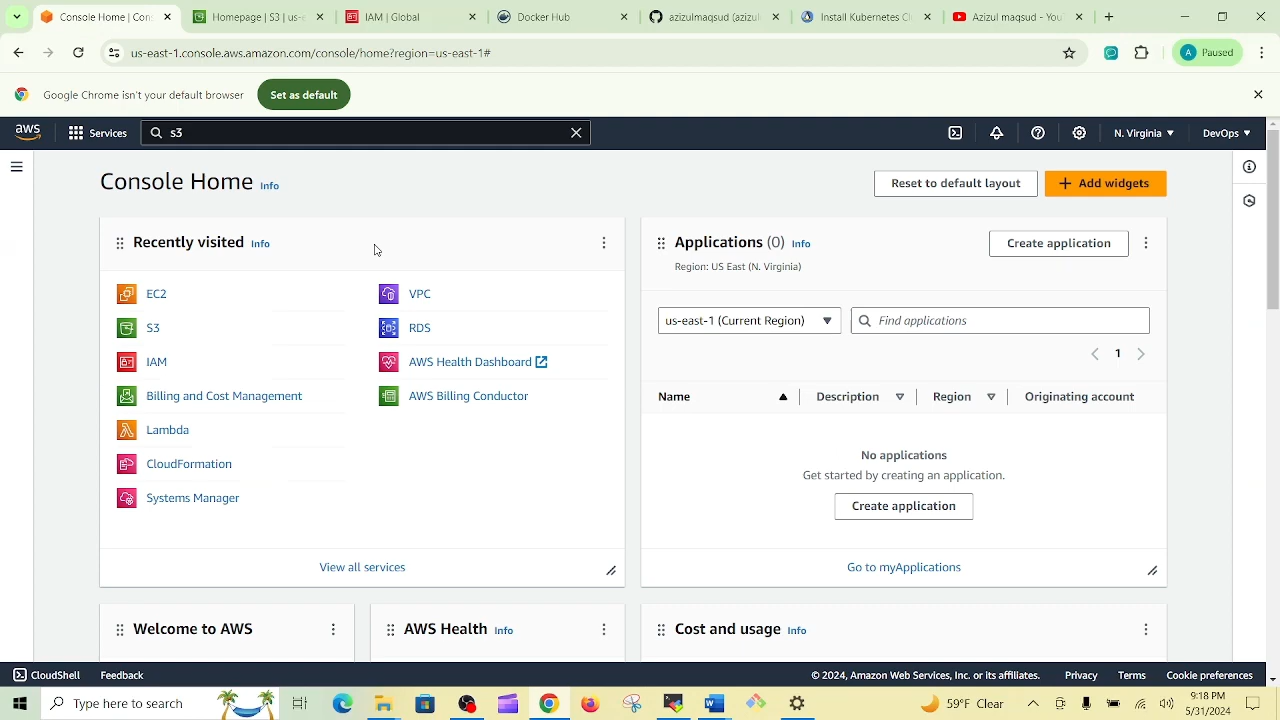 Console Home | Con
Homepage | S3 | us-e
IAM | Global
Docker Hub
Install Kubernetes Cl
Azizul maqsud - You
us-east-1.console.aws.amazon.com/console/home?region=us-east-1#
A Paused
Google Chrome isn't your default browser
Set as default
aws
Services
s3
N. Virginia
DevOps
Console Home Info
Reset to default layout
Add widgets
Recently visited Info
EC2
S3
IAM
Billing and Cost Management
Lambda
CloudFormation
Systems Manager
VPC
RDS
AWS Health Dashboard
AWS Billing Conductor
View all services
Applications (0) Info
Region: US East (N. Virginia)
Create application
us-east-1 (Current Region)
Find applications
1
Name
Description
Region
Originating account
No applications
Get started by creating an application.
Create application
Go to myApplications
Welcome to AWS
AWS Health Info
Cost and usage Info
CloudShell
Feedback
© 2024, Amazon Web Services, Inc. or its affiliates.
Privacy
Terms
Cookie preferences
Type here to search
59°F Clear
9:18 PM
5/31/2024